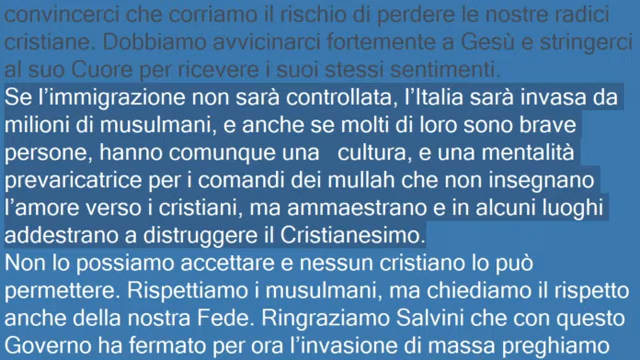 convincerci che corriamo il rischio di perdere le nostre radici
cristiane. Dobbiamo avvicinarci fortemente a Gesù e stringerci
al suo Cuore per ricevere i suoi stessi sentimenti.
Se l’immigrazione non sarà controllata, l’Italia sarà invasa da
milioni di musulmani, e anche se molti di loro sono brave
persone, hanno comunque una   cultura, e una mentalità
prevaricatrice per i comandi dei mullah che non insegnano
l’amore verso i cristiani, ma ammaestrano e in alcuni luoghi
addestrano a distruggere il Cristianesimo.
Non lo possiamo accettare e nessun cristiano lo può
permettere. Rispettiamo i musulmani, ma chiediamo il rispetto
anche della nostra Fede. Ringraziamo Salvini che con questo
Governo ha fermato per ora l’invasione di massa preghiamo